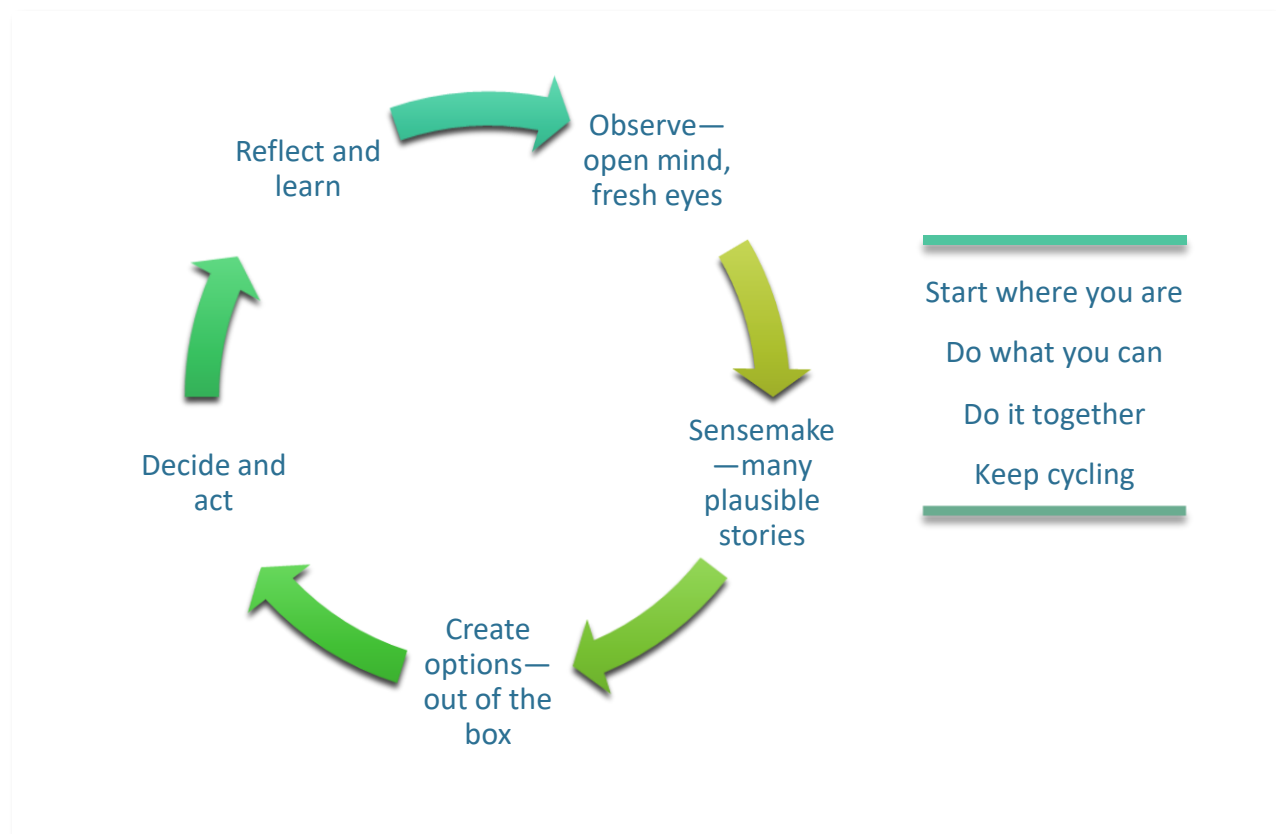 Observe—
open mind,
fresh eyes
Sensemake
—many
plausible
stories
Create
options—
out of the
box
Decide and
act
Reflect and
learn
Start where you are
Do what you can
Do it together
Keep cycling